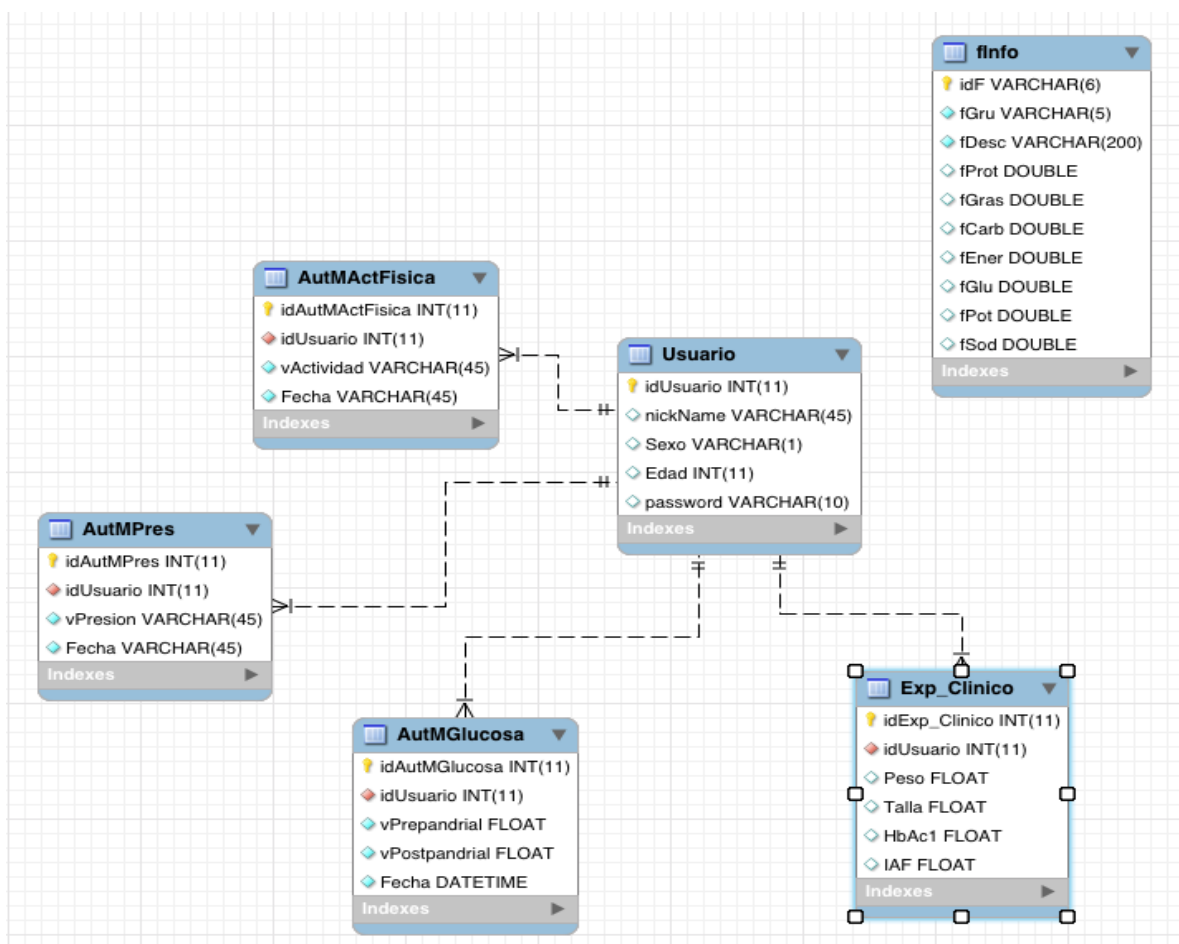 fInfo
idF VARCHAR(6)
fGru VARCHAR(5)
fDesc VARCHAR(200)
fProt DOUBLE
fGras DOUBLE
fCarb DOUBLE
fEner DOUBLE
fGlu DOUBLE
fPot DOUBLE
fSod DOUBLE
Indexes
AutMActFisica
idAutMActFisica INT(11)
idUsuario INT(11)
vActividad VARCHAR(45)
Fecha VARCHAR(45)
Indexes
Usuario
idUsuario INT(11)
nickName VARCHAR(45)
Sexo VARCHAR(1)
Edad INT(11)
password VARCHAR(10)
Indexes
AutMPres
idAutMPres INT(11)
idUsuario INT(11)
vPresion VARCHAR(45)
Fecha VARCHAR(45)
Indexes
AutMGlucosa
idAutMGlucosa INT(11)
idUsuario INT(11)
vPrepandrial FLOAT
vPostpandrial FLOAT
Fecha DATETIME
Indexes
Exp_Clinico
idExp_Clinico INT(11)
idUsuario INT(11)
Peso FLOAT
Talla FLOAT
HbAc1 FLOAT
IAF FLOAT
Indexes